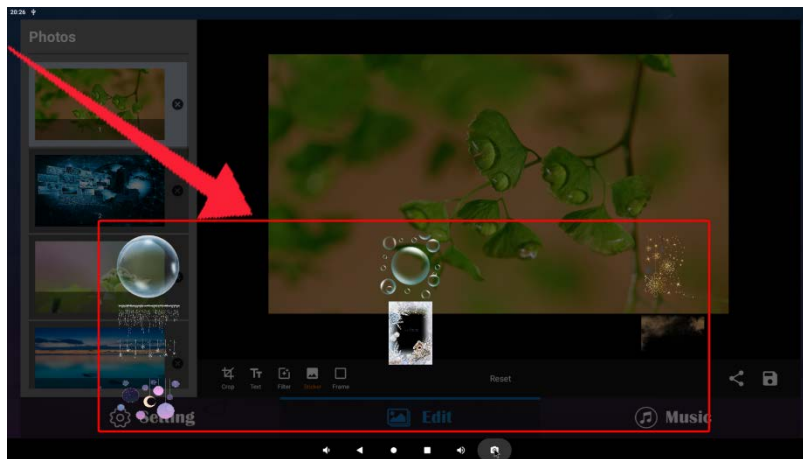 20:26
Photos
Crop
Text
Filter
Sticker
Frame
Reset
Setting
Edit
Music